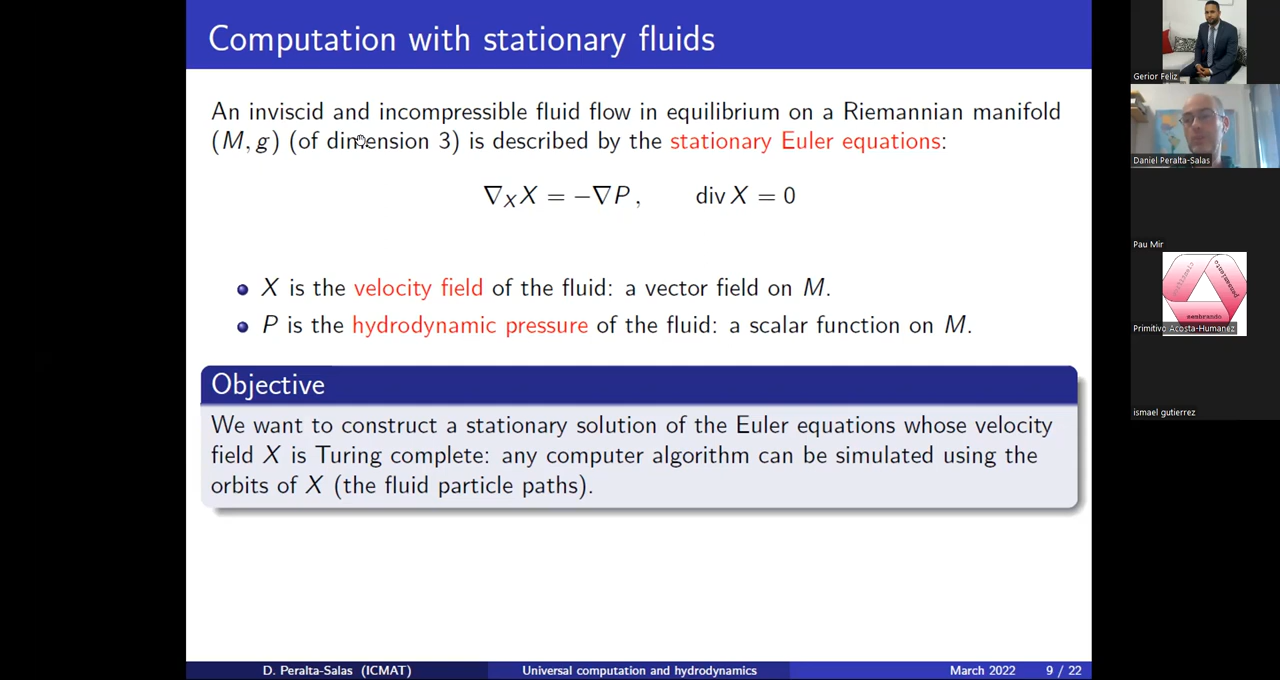 Computation with stationary fluids
An inviscid and incompressible fluid flow in equilibrium on a Riemannian manifold
(M, g) (of dimension 3) is described by the stationary Euler equations:
∇_X X = −∇P , div X = 0
X is the velocity field of the fluid: a vector field on M.
P is the hydrodynamic pressure of the fluid: a scalar function on M.
Objective
We want to construct a stationary solution of the Euler equations whose velocity
field X is Turing complete: any computer algorithm can be simulated using the
orbits of X (the fluid particle paths).
D. Peralta-Salas (ICMAT) Universal computation and hydrodynamics March 2022 9 / 22
Gerior Feliz
Daniel Peralta-Salas
Pau Mir
sembrando
Primitivo Acosta-Humanez
ismael gutierrez